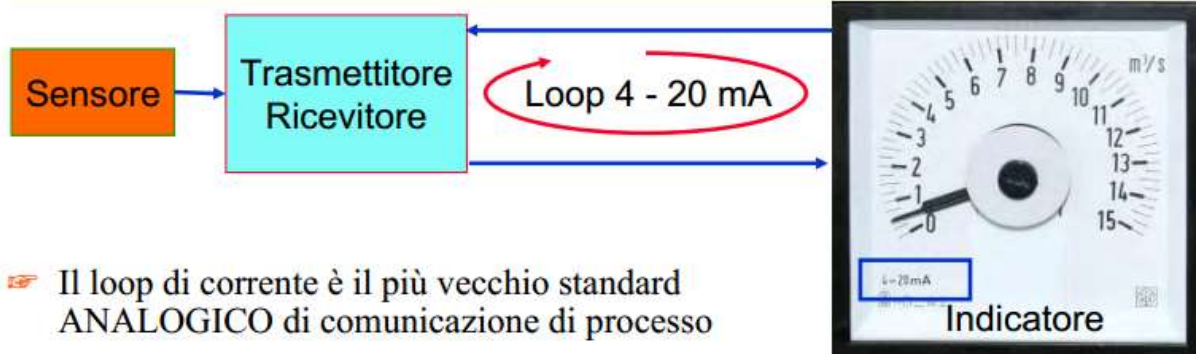 Sensore
Trasmettitore
Ricevitore
Loop 4 - 20 mA
0
1
2
3
4
5
6
7
8
9
10
11
12
13
14
15
m³/s
4-20mA
Indicatore
☞ Il loop di corrente è il più vecchio standard
ANALOGICO di comunicazione di processo